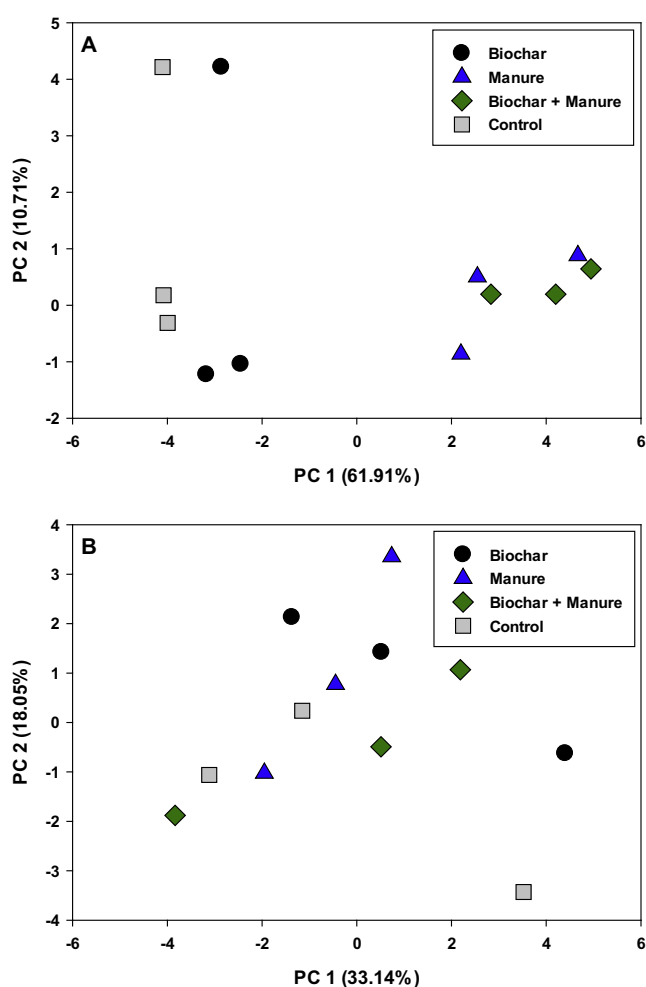 A
Biochar
Manure
Biochar + Manure
Control
5
4
3
2
1
0
-1
-2
PC 2 (10.71%)
-6 -4 -2 0 2 4 6
PC 1 (61.91%)
B
Biochar
Manure
Biochar + Manure
Control
4
3
2
1
0
-1
-2
-3
-4
PC 2 (18.05%)
-6 -4 -2 0 2 4 6
PC 1 (33.14%)